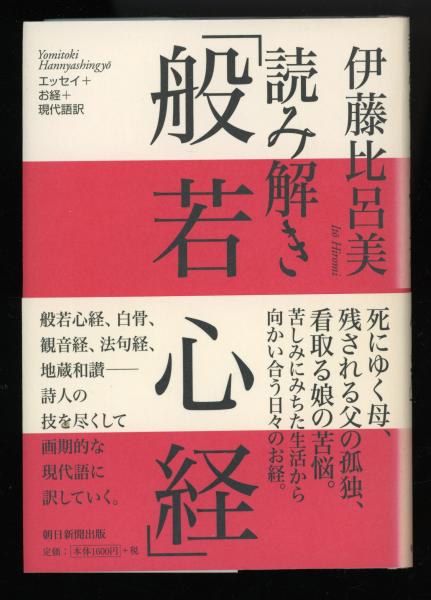 伊藤比呂美
Itō Hiromi
読み解き
「般若心経」
Yomitoki
Hannyashingyō
エッセイ+
お経+
現代語訳
死にゆく母、
残される父の孤独、
看取る娘の苦悩。
苦しみにみちた生活から
向かい合う日々のお経。
般若心経、白骨、
観音経、法句経、
地蔵和讃――
詩人の
技を尽くして
画期的な
現代語に
訳していく。
朝日新聞出版
定価:本体1600円+税